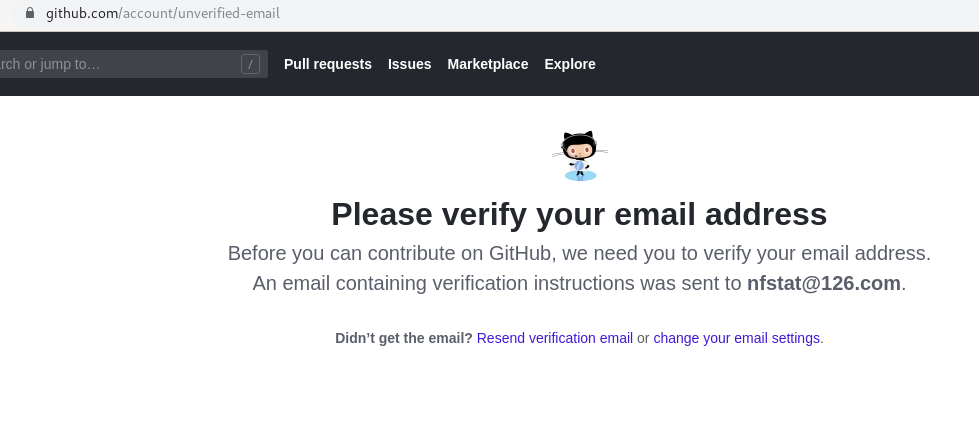 github.com/account/unverified-email
rch or jump to… /
Pull requests Issues Marketplace Explore
Please verify your email address
Before you can contribute on GitHub, we need you to verify your email address.
An email containing verification instructions was sent to nfstat@126.com.
Didn’t get the email? Resend verification email or change your email settings.